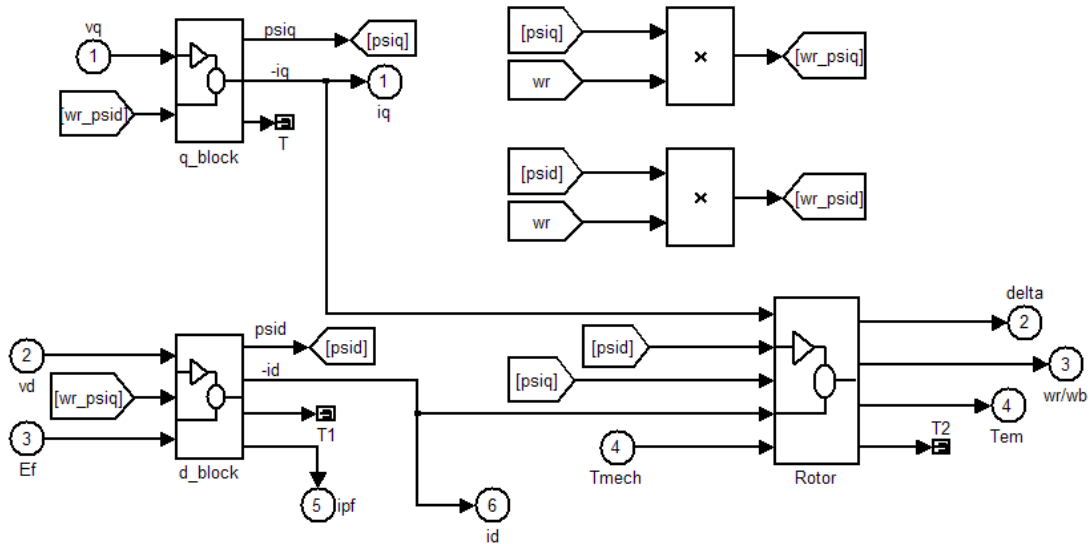 vq
1
[wr_psid]
psiq
[psiq]
-iq
1
iq
T
q_block
[psiq]
wr
×
[wr_psiq]
[psid]
wr
×
[wr_psid]
2
vd
[wr_psiq]
3
Ef
psid
[psid]
-id
T1
d_block
5
ipf
6
id
[psid]
[psiq]
4
Tmech
Rotor
delta
2
3
wr/wb
4
Tem
T2